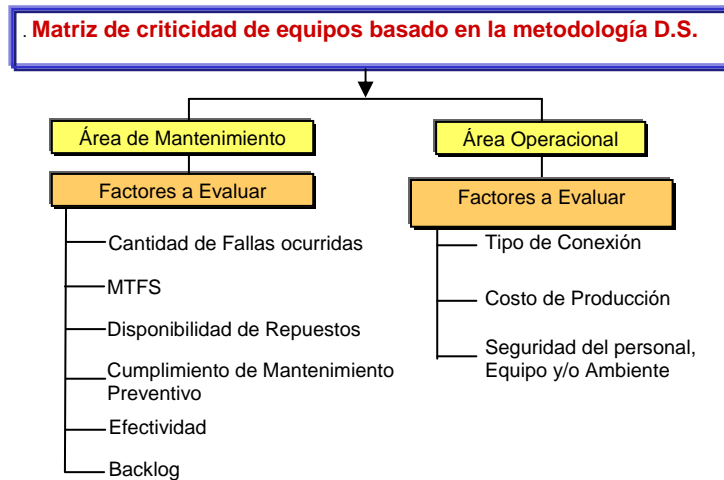 . Matriz de criticidad de equipos basado en la metodología D.S.
Área de Mantenimiento
Factores a Evaluar
Cantidad de Fallas ocurridas
MTFS
Disponibilidad de Repuestos
Cumplimiento de Mantenimiento
Preventivo
Efectividad
Backlog
Área Operacional
Factores a Evaluar
Tipo de Conexión
Costo de Producción
Seguridad del personal,
Equipo y/o Ambiente